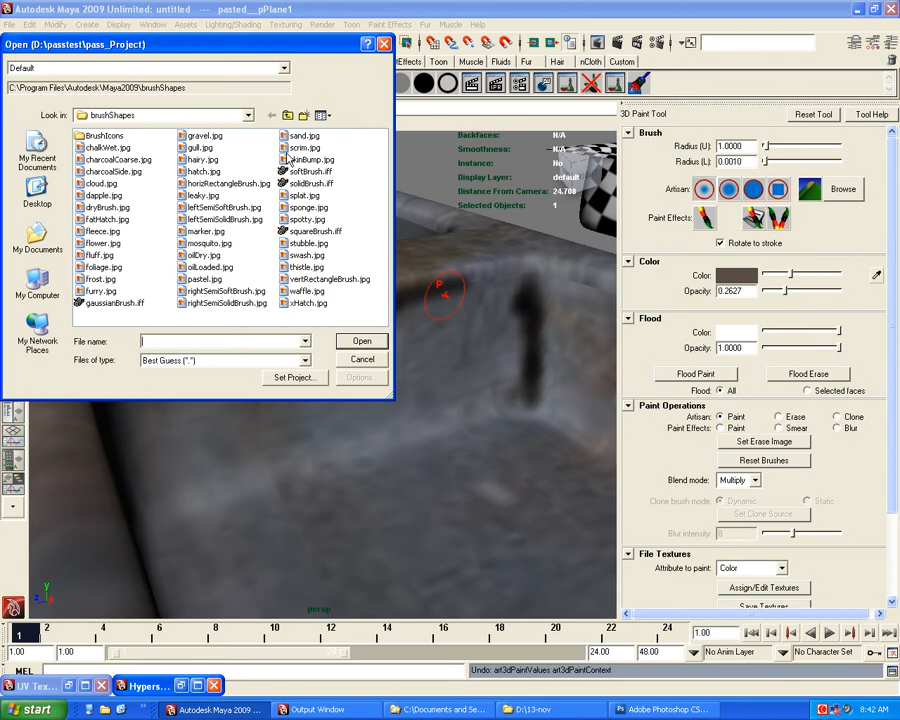 Autodesk Maya 2009 Unlimited: untitled --- pasted__pPlane1
File Edit Modify Create Display Window Assets Lighting/Shading Texturing Render Toon Paint Effects Fur Muscle Help
Open (D:\passtest\pass_Project)
Default
C:\Program Files\Autodesk\Maya2009\brushShapes
Look in: brushShapes
My Recent Documents
Desktop
My Documents
My Computer
My Network Places
BrushIcons
chalkWet.jpg
charcoalCoarse.jpg
charcoalSide.jpg
cloud.jpg
dapple.jpg
dryBrush.jpg
fatHatch.jpg
fleece.jpg
flower.jpg
fluff.jpg
foliage.jpg
frost.jpg
furry.jpg
gaussianBrush.iff
gravel.jpg
gull.jpg
hairy.jpg
hatch.jpg
horizRectangleBrush.jpg
leaky.jpg
leftSemiSoftBrush.jpg
leftSemiSolidBrush.jpg
marker.jpg
mosquito.jpg
oilDry.jpg
oilLoaded.jpg
pastel.jpg
rightSemiSoftBrush.jpg
rightSemiSolidBrush.jpg
sand.jpg
scrim.jpg
skinBump.jpg
softBrush.iff
solidBrush.iff
splat.jpg
sponge.jpg
spotty.jpg
squareBrush.iff
stubble.jpg
swash.jpg
thistle.jpg
vertRectangleBrush.jpg
waffle.jpg
xHatch.jpg
File name: Open
Files of type: Best Guess (*.*) Cancel
Set Project... Options...
Effects Toon Muscle Fluids Fur Hair nCloth Custom
Backfaces: N/A
Smoothness: N/A
Instance: No
Display Layer: default
Distance From Camera: 24.708
Selected Objects: 1
P
persp
y
z
3D Paint Tool Reset Tool Tool Help
Brush
Radius (U): 1.0000
Radius (L): 0.0010
Artisan: Browse
Paint Effects:
Rotate to stroke
Color
Color:
Opacity: 0.2627
Flood
Color:
Opacity: 1.0000
Flood Paint Flood Erase
Flood: All Selected faces
Paint Operations
Artisan: Paint Erase Clone
Paint Effects: Paint Smear Blur
Set Erase Image
Reset Brushes
Blend mode: Multiply
Clone brush mode: Dynamic Static
Set Clone Source
Blur intensity: 8
File Textures
Attribute to paint: Color
Assign/Edit Textures
Save Textures
1 2 4 6 8 10 12 14 16 18 20 22 24 1.00
1.00 1.00 24 24.00 48.00 No Anim Layer No Character Set
MEL Undo: art3dPaintValues art3dPaintContext
UV Tex... Hypers...
start Autodesk Maya 2009 ... Output Window C:\Documents and Se... D:\13-nov Adobe Photoshop CS... 8:42 AM